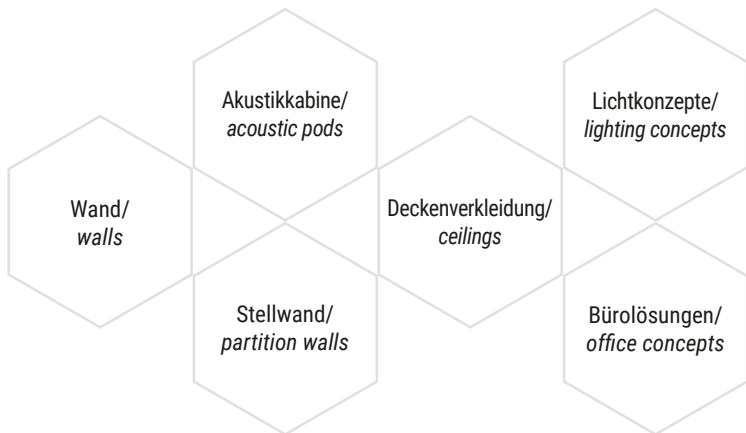 Akustikkabine/
acoustic pods
Lichtkonzepte/
lighting concepts
Wand/
walls
Deckenverkleidung/
ceilings
Stellwand/
partition walls
Bürolösungen/
office concepts